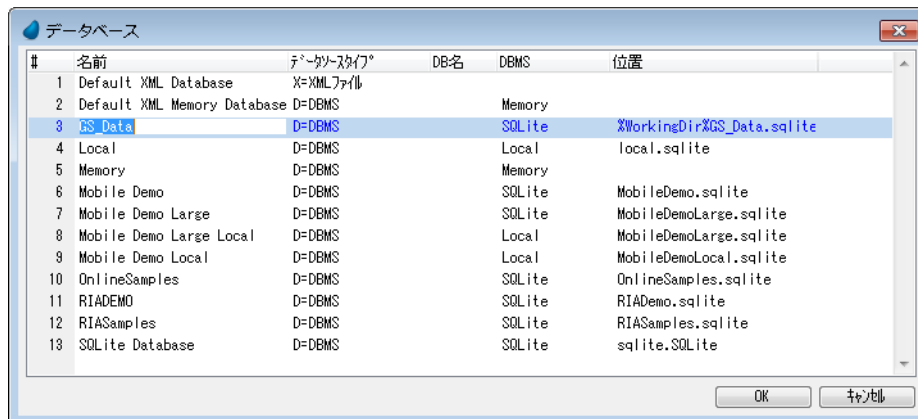 データベース
# 名前 ﾃﾞｰﾀｿｰｽﾀｲﾌﾟ DB名 DBMS 位置
1 Default XML Database X=XMLﾌｧｲﾙ
2 Default XML Memory Database D=DBMS Memory
3 GS_Data D=DBMS SQLite %WorkingDir%GS_Data.sqlite
4 Local D=DBMS Local local.sqlite
5 Memory D=DBMS Memory
6 Mobile Demo D=DBMS SQLite MobileDemo.sqlite
7 Mobile Demo Large D=DBMS SQLite MobileDemoLarge.sqlite
8 Mobile Demo Large Local D=DBMS Local MobileDemoLarge.sqlite
9 Mobile Demo Local D=DBMS Local MobileDemoLocal.sqlite
10 OnlineSamples D=DBMS SQLite OnlineSamples.sqlite
11 RIADEMO D=DBMS SQLite RIADemo.sqlite
12 RIASamples D=DBMS SQLite RIASamples.sqlite
13 SQLite Database D=DBMS SQLite sqlite.SQLite
OK ｷｬﾝｾﾙ